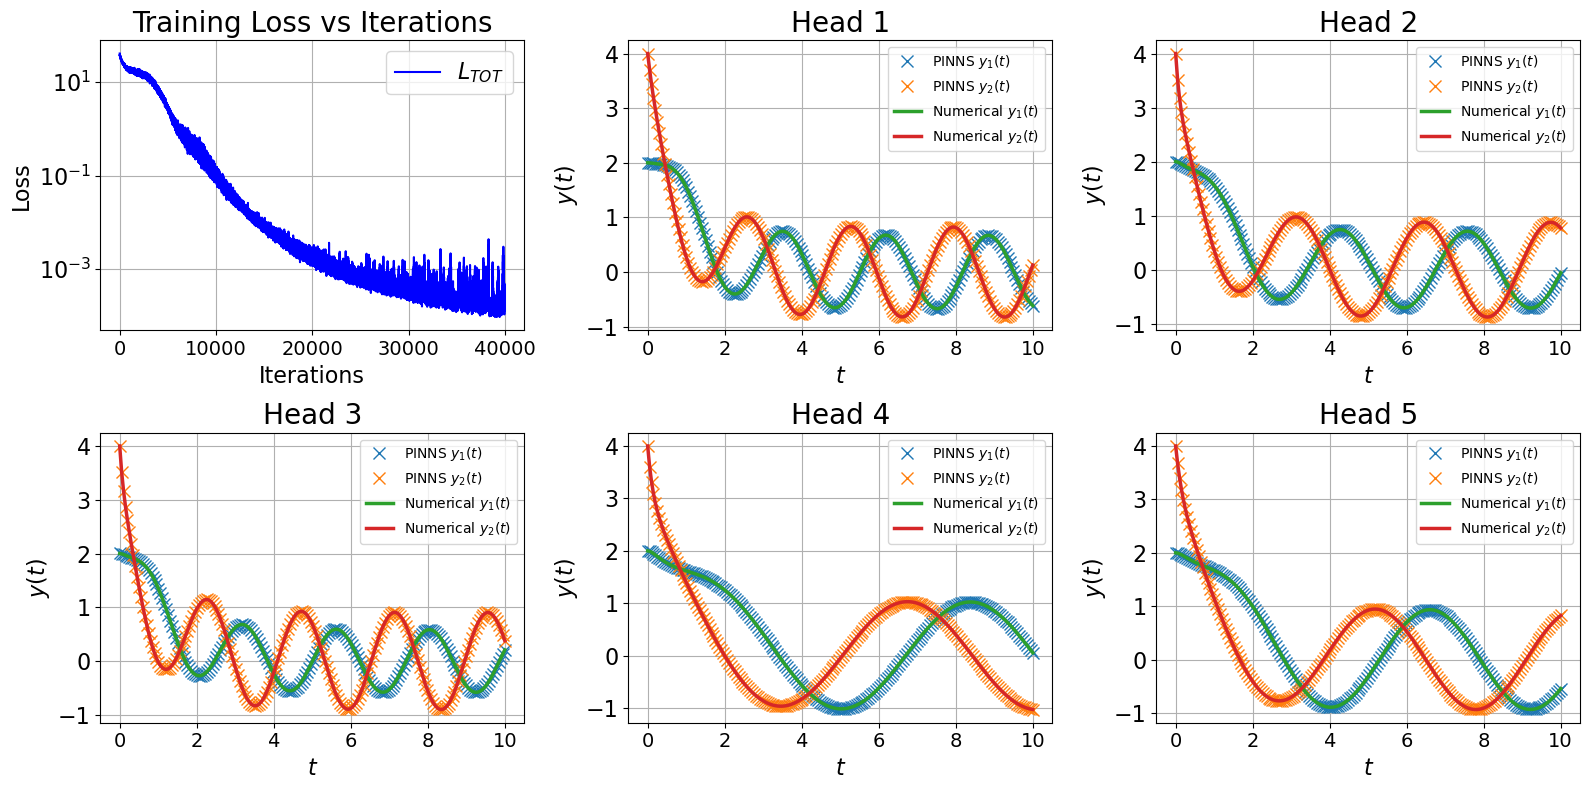 Training Loss vs Iterations
L_TOT
10^1
10^-1
10^-3
Loss
0 10000 20000 30000 40000
Iterations
Head 1
PINNS y_1(t)
PINNS y_2(t)
Numerical y_1(t)
Numerical y_2(t)
4
3
2
1
0
−1
y(t)
0 2 4 6 8 10
t
Head 2
PINNS y_1(t)
PINNS y_2(t)
Numerical y_1(t)
Numerical y_2(t)
4
3
2
1
0
−1
y(t)
0 2 4 6 8 10
t
Head 3
PINNS y_1(t)
PINNS y_2(t)
Numerical y_1(t)
Numerical y_2(t)
4
3
2
1
0
−1
y(t)
0 2 4 6 8 10
t
Head 4
PINNS y_1(t)
PINNS y_2(t)
Numerical y_1(t)
Numerical y_2(t)
4
3
2
1
0
−1
y(t)
0 2 4 6 8 10
t
Head 5
PINNS y_1(t)
PINNS y_2(t)
Numerical y_1(t)
Numerical y_2(t)
4
3
2
1
0
−1
y(t)
0 2 4 6 8 10
t